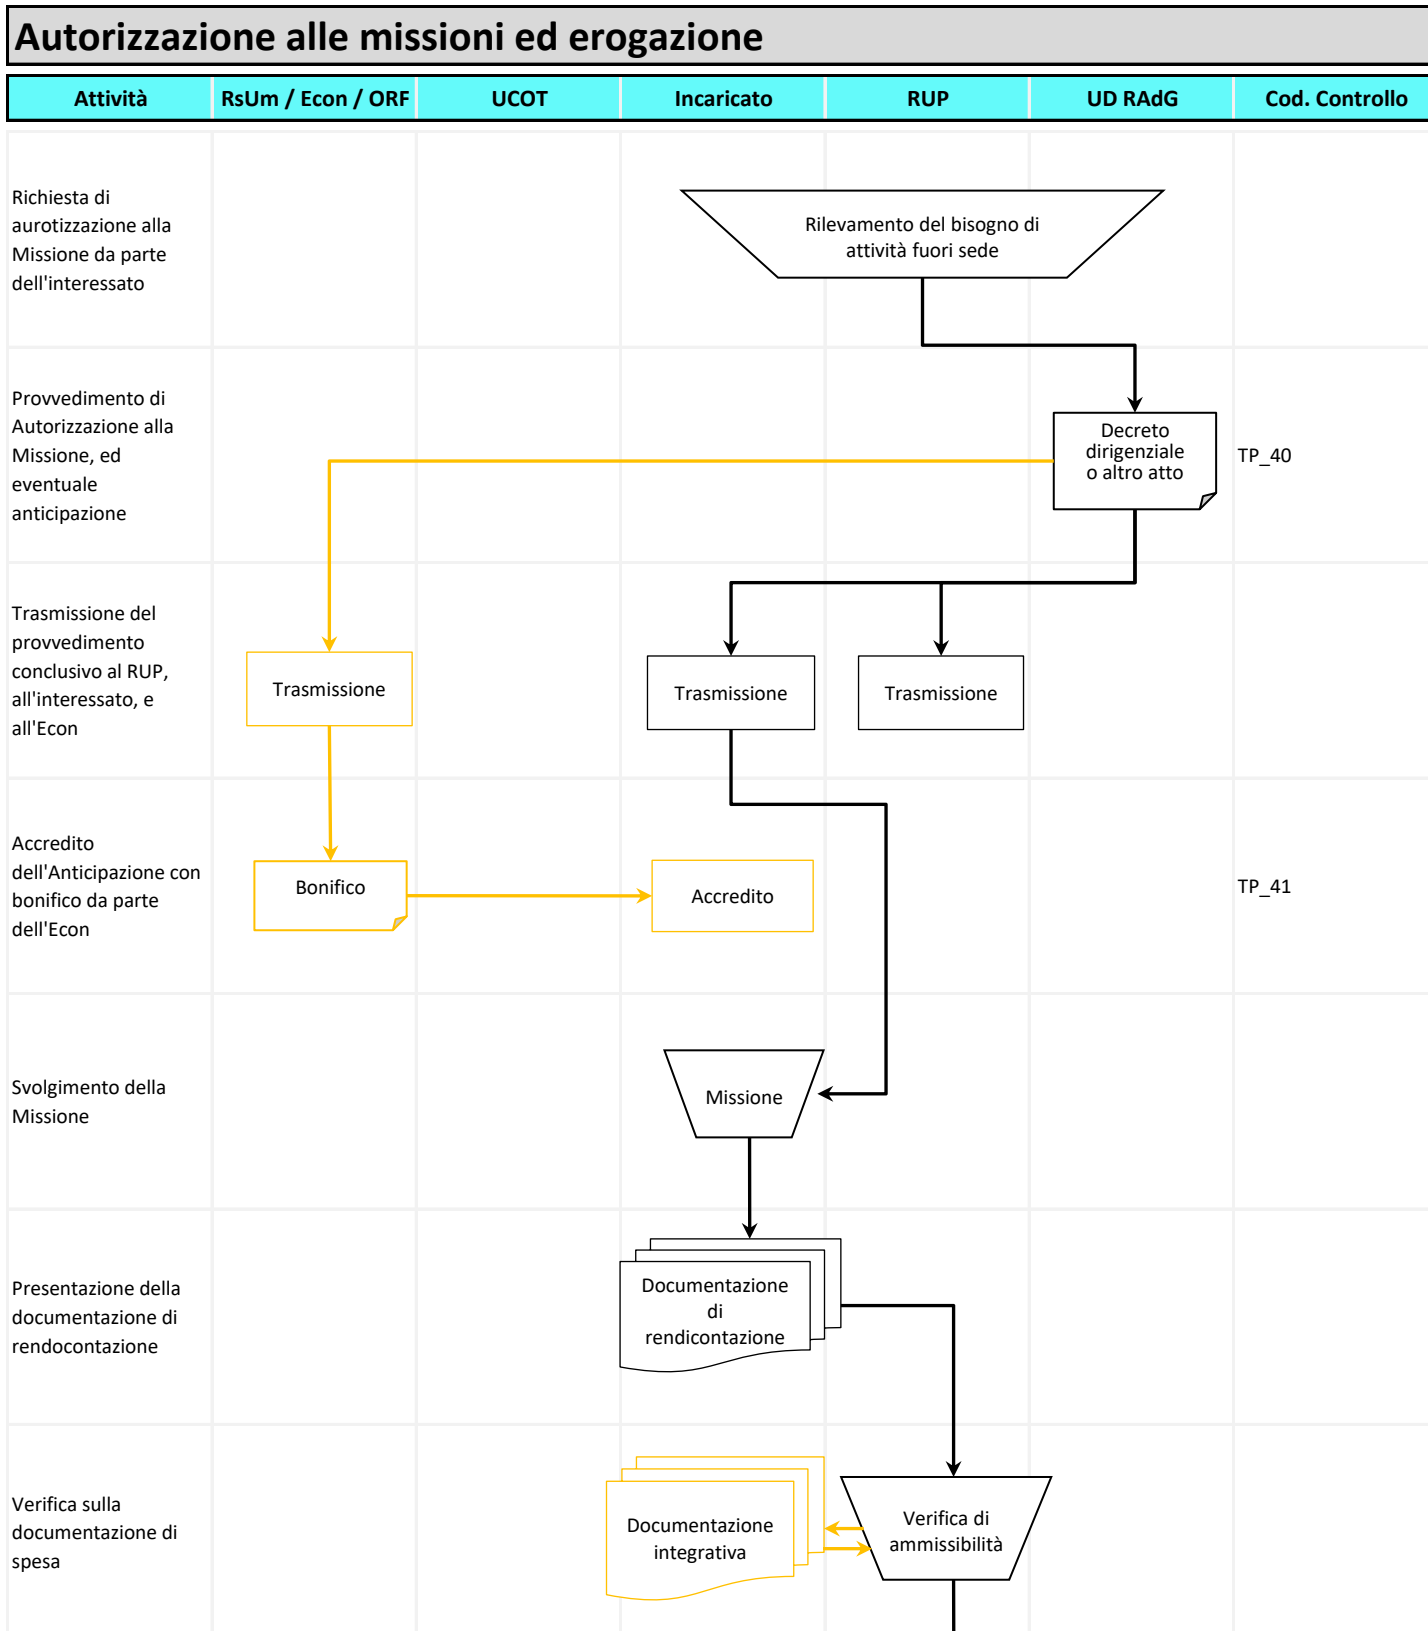 Autorizzazione alle missioni ed erogazione
Attività RsUm / Econ / ORF UCOT Incaricato RUP UD RAdG Cod. Controllo
Richiesta di
aurotizzazione alla
Missione da parte
dell'interessato
Rilevamento del bisogno di
attività fuori sede
Provvedimento di
Autorizzazione alla
Missione, ed
eventuale
anticipazione
Decreto
dirigenziale
o altro atto
TP_40
Trasmissione del
provvedimento
conclusivo al RUP,
all'interessato, e
all'Econ
Trasmissione
Trasmissione
Trasmissione
Accredito
dell'Anticipazione con
bonifico da parte
dell'Econ
Bonifico
Accredito
TP_41
Svolgimento della
Missione
Missione
Presentazione della
documentazione di
rendocontazione
Documentazione
di
rendicontazione
Verifica sulla
documentazione di
spesa
Documentazione
integrativa
Verifica di
ammissibilità